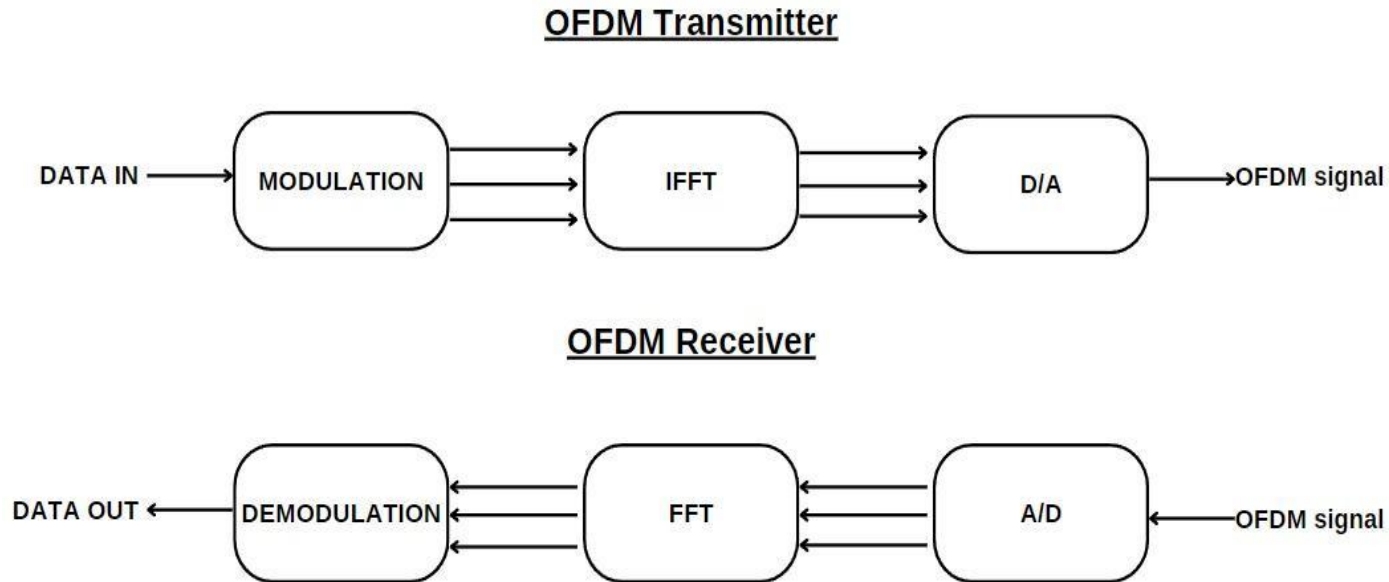 OFDM Transmitter
DATA IN
MODULATION
IFFT
D/A
OFDM signal
OFDM Receiver
DATA OUT
DEMODULATION
FFT
A/D
OFDM signal